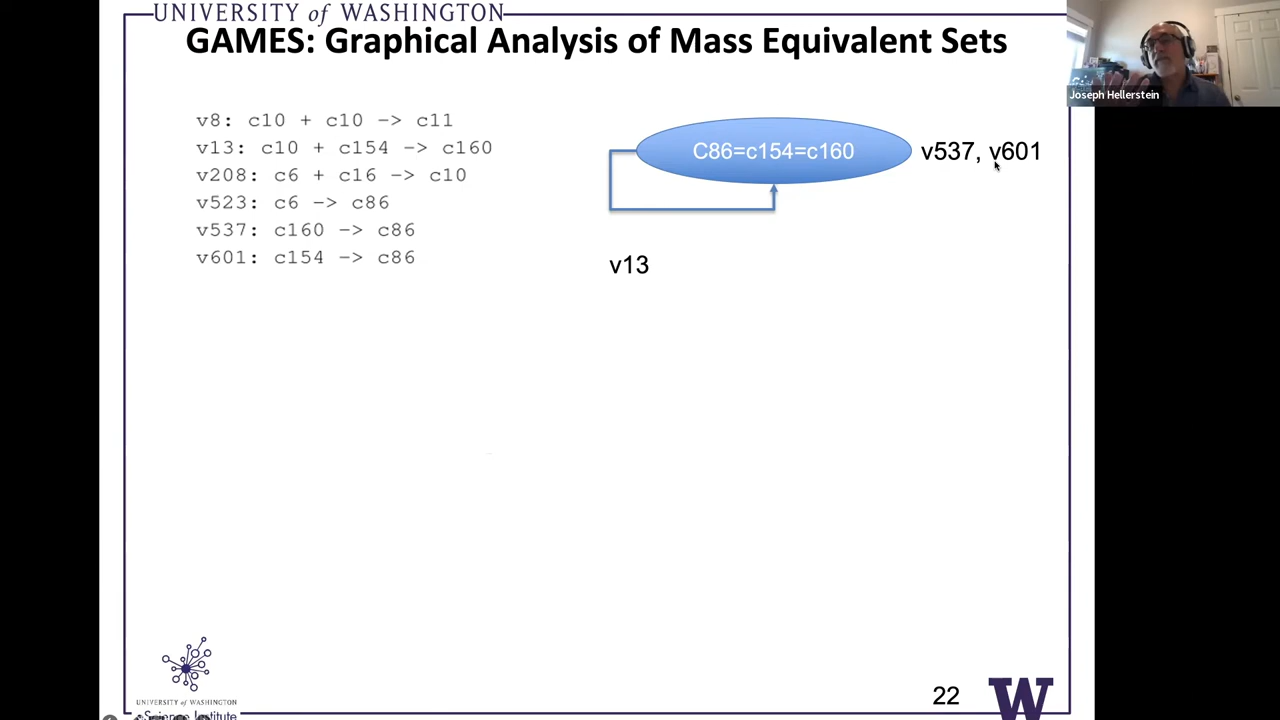 UNIVERSITY of WASHINGTON
GAMES: Graphical Analysis of Mass Equivalent Sets
Joseph Hellerstein
v8: c10 + c10 -> c11
v13: c10 + c154 -> c160
v208: c6 + c16 -> c10
v523: c6 -> c86
v537: c160 -> c86
v601: c154 -> c86
C86=c154=c160
v537, v601
v13
UNIVERSITY of WASHINGTON
eScience Institute
22
W